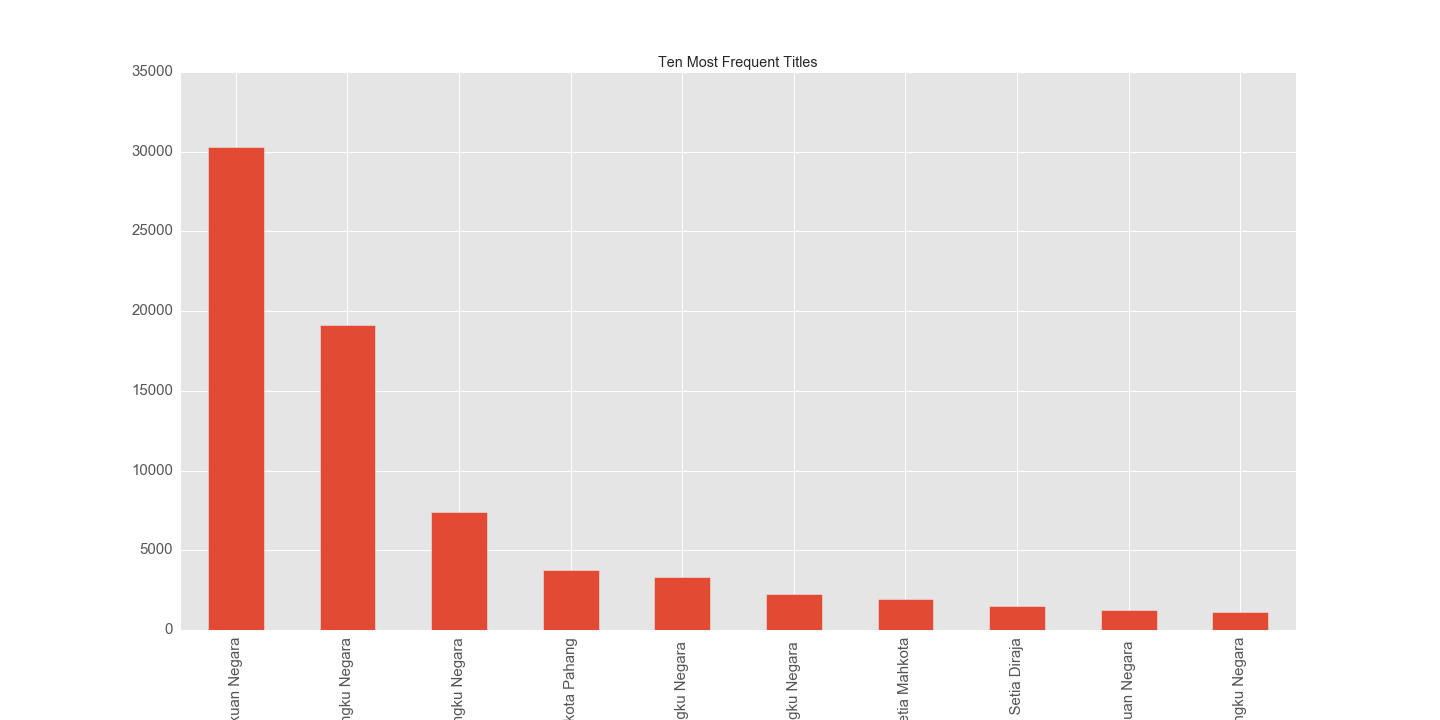 Ten Most Frequent Titles
35000
30000
25000
20000
15000
10000
5000
0
kuan Negara
ngku Negara
ngku Negara
kota Pahang
gku Negara
gku Negara
etia Mahkota
Setia Diraja
uan Negara
ngku Negara